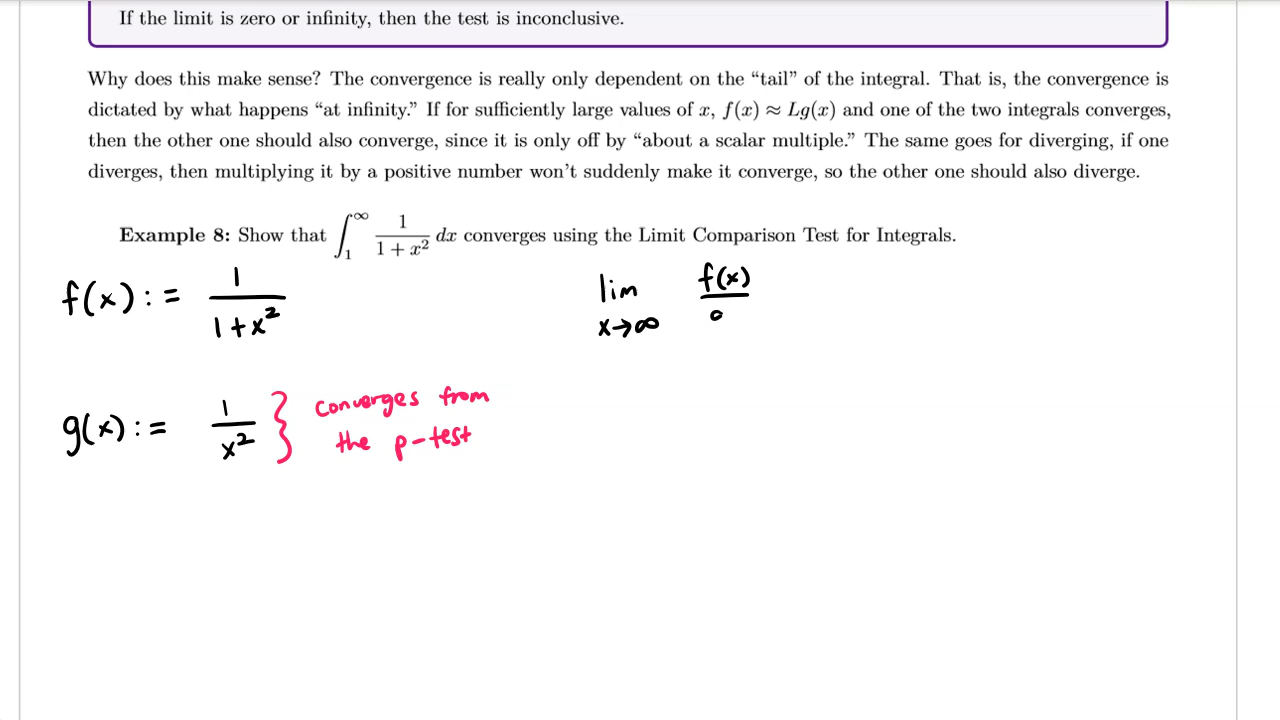 If the limit is zero or infinity, then the test is inconclusive.
Why does this make sense? The convergence is really only dependent on the “tail” of the integral. That is, the convergence is
dictated by what happens “at infinity.” If for sufficiently large values of x, f(x) ≈ Lg(x) and one of the two integrals converges,
then the other one should also converge, since it is only off by “about a scalar multiple.” The same goes for diverging, if one
diverges, then multiplying it by a positive number won’t suddenly make it converge, so the other one should also diverge.
Example 8: Show that ∫₁^∞ 1/(1 + x²) dx converges using the Limit Comparison Test for Integrals.
f(x) := 1/(1+x²)
lim x→∞ f(x)/
g(x) := 1/x² } converges from
the p-test